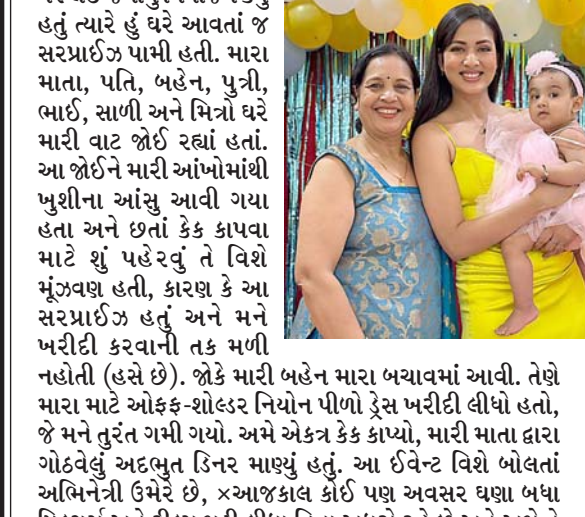 હતું ત્યારે હું ઘરે આવતાં જ
સરપ્રાઈઝ પામી હતી. મારા
માતા, પતિ, બહેન, પુત્રી,
ભાઈ, સાળી અને મિત્રો ઘરે
મારી વાટ જોઈ રહ્યાં હતાં.
આ જોઈને મારી આંખોમાંથી
ખુશીના આંસુ આવી ગયા
હતા અને છતાં કેક કાપવા
માટે શું પહેરવું તે વિશે
મૂંઝવણ હતી, કારણ કે આ
સરપ્રાઈઝ હતું અને મને
ખરીદી કરવાની તક મળી
નહોતી (હસે છે). જોકે મારી બહેન મારા બચાવમાં આવી. તેણે
મારા માટે ઓફફ-શોલ્ડર નિયોન પીળો ડ્રેસ ખરીદી લીધો હતો,
જે મને તુરંત ગમી ગયો. અમે એકત્ર કેક કાપ્યો, મારી માતા દ્વારા
ગોઠવેલું અદભુત ડિનર માણ્યું હતું. આ ઈવેન્ટ વિશે બોલતાં
અભિનેત્રી ઉમેરે છે, ×આજકાલ કોઈ પણ અવસર ઘણા બધા